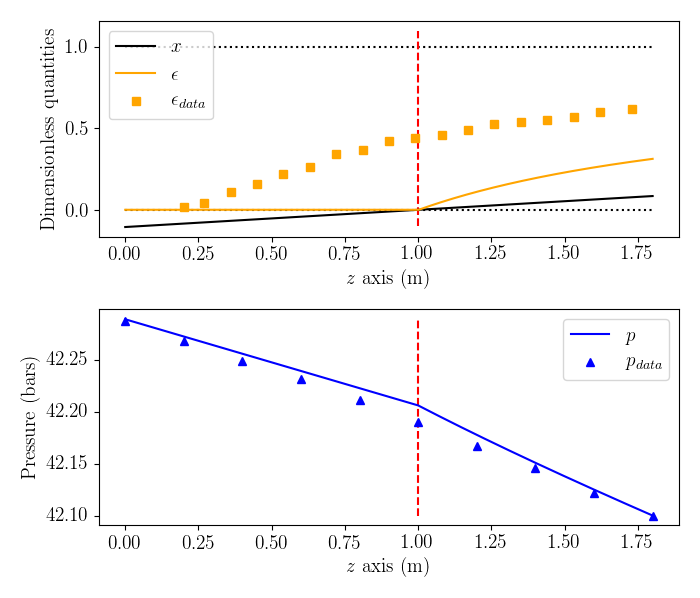 Dimensionless quantities
1.0
0.5
0.0
x
ϵ
ϵ_data
0.00 0.25 0.50 0.75 1.00 1.25 1.50 1.75
z axis (m)
Pressure (bars)
42.25
42.20
42.15
42.10
p
p_data
0.00 0.25 0.50 0.75 1.00 1.25 1.50 1.75
z axis (m)